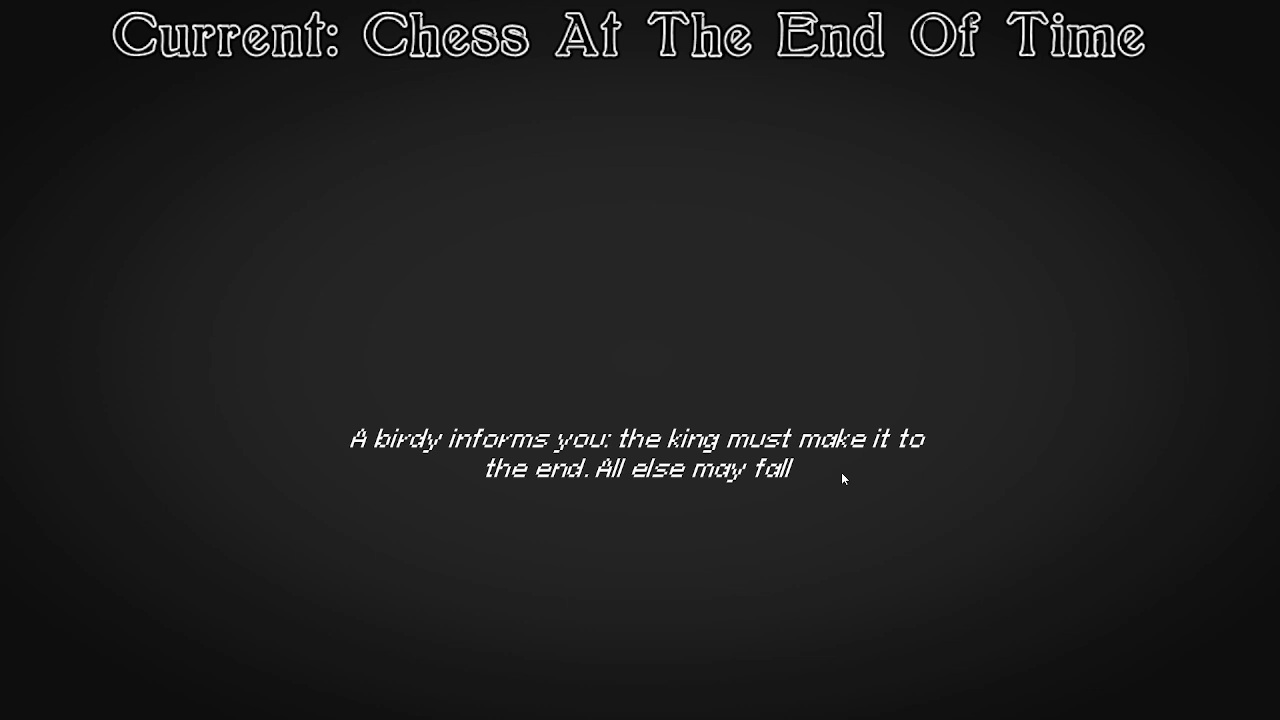 Current: Chess At The End Of Time
A birdy informs you: the king must make it to
the end. All else may fall